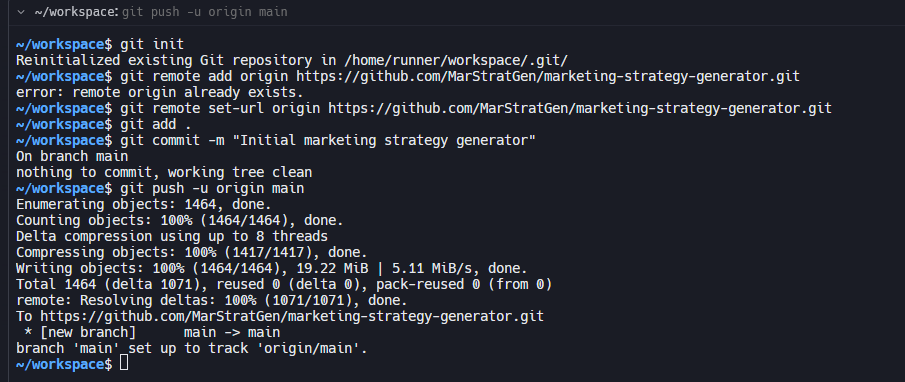 ~/workspace: git push -u origin main
~/workspace$ git init
Reinitialized existing Git repository in /home/runner/workspace/.git/
~/workspace$ git remote add origin https://github.com/MarStratGen/marketing-strategy-generator.git
error: remote origin already exists.
~/workspace$ git remote set-url origin https://github.com/MarStratGen/marketing-strategy-generator.git
~/workspace$ git add .
~/workspace$ git commit -m "Initial marketing strategy generator"
On branch main
nothing to commit, working tree clean
~/workspace$ git push -u origin main
Enumerating objects: 1464, done.
Counting objects: 100% (1464/1464), done.
Delta compression using up to 8 threads
Compressing objects: 100% (1417/1417), done.
Writing objects: 100% (1464/1464), 19.22 MiB | 5.11 MiB/s, done.
Total 1464 (delta 1071), reused 0 (delta 0), pack-reused 0 (from 0)
remote: Resolving deltas: 100% (1071/1071), done.
To https://github.com/MarStratGen/marketing-strategy-generator.git
 * [new branch]      main -> main
branch 'main' set up to track 'origin/main'.
~/workspace$